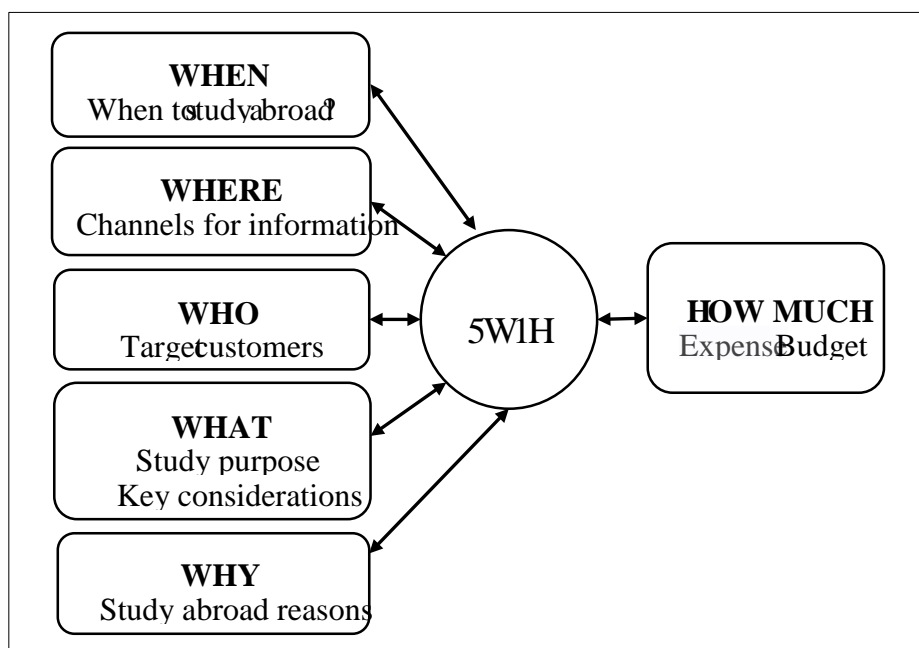 WHEN
When to study abroad?
WHERE
Channels for information
WHO
Target customers
WHAT
Study purpose
Key considerations
WHY
Study abroad reasons
5W1H
HOW MUCH
Expense Budget